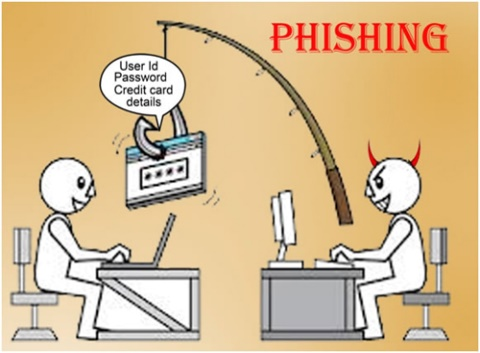 PHISHING
User Id
Password
Credit card
details
****